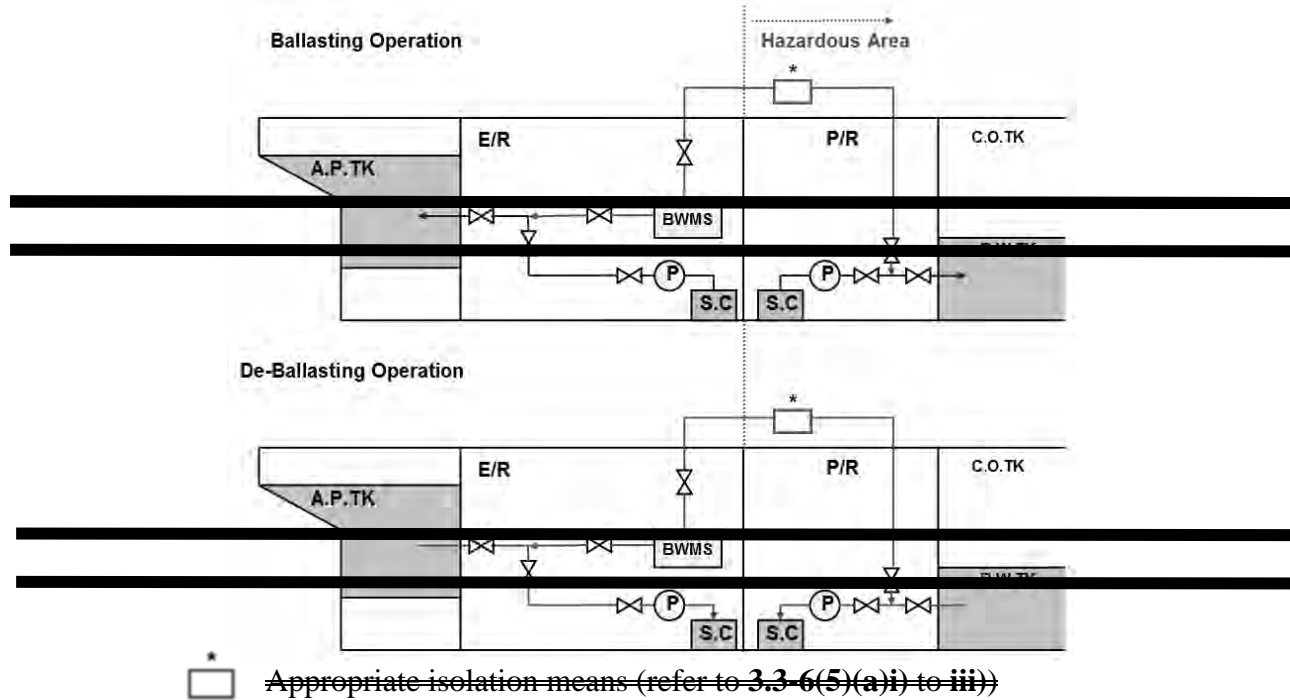 Ballasting Operation
Hazardous Area
*
E/R
P/R
C.O.TK
A.P.TK
BWMS
P
P
S.C
S.C
De-Ballasting Operation
*
E/R
P/R
C.O.TK
A.P.TK
BWMS
P
P
S.C
S.C
*
Appropriate isolation means (refer to 3.3-6(5)(a)i) to iii))